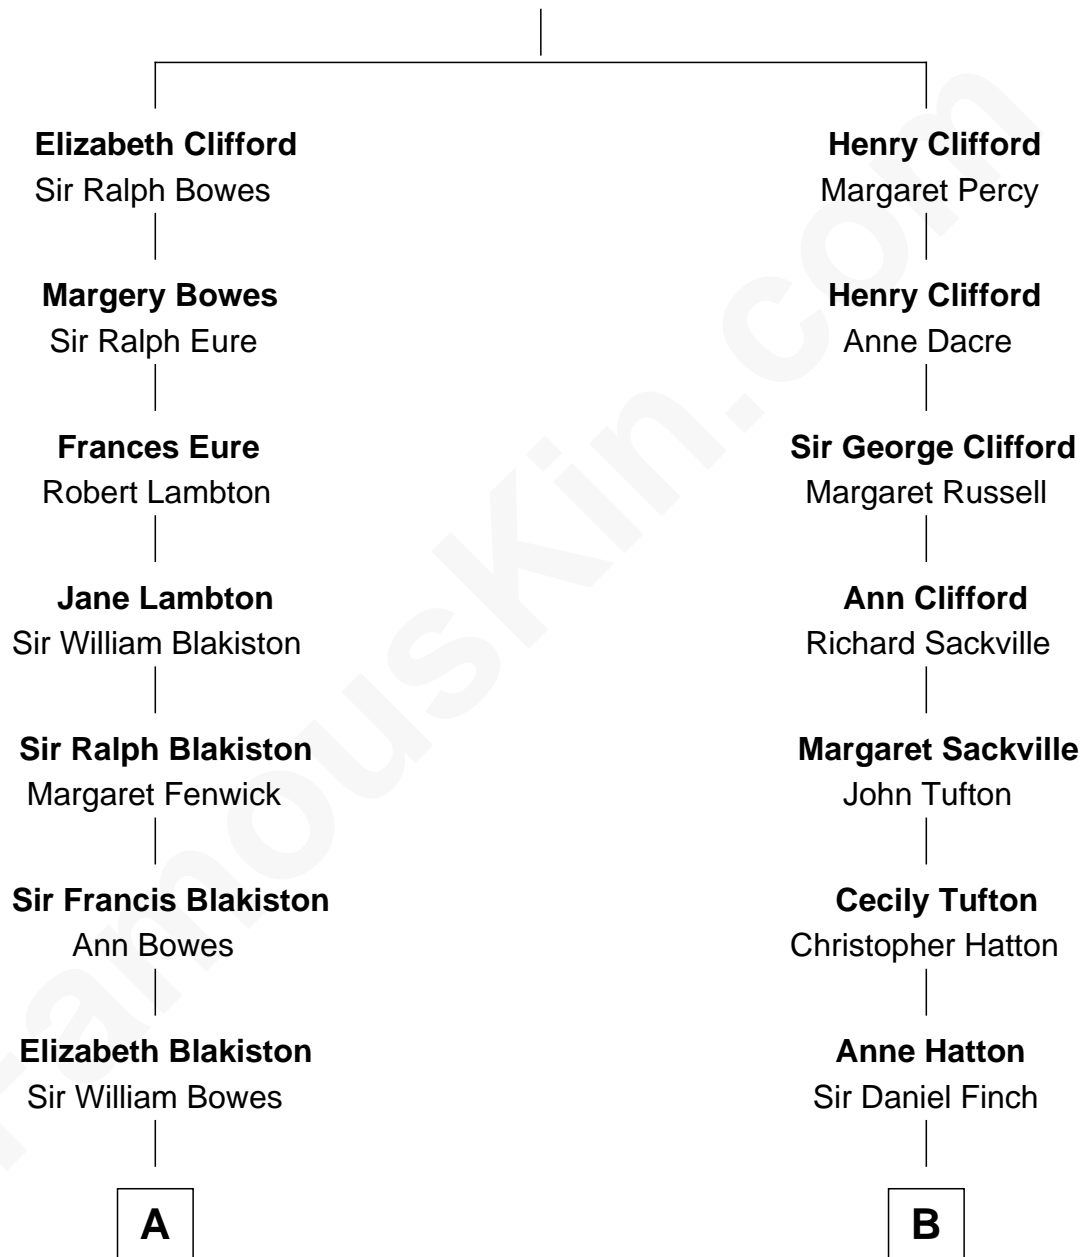 Elizabeth Clifford
Sir Ralph Bowes
Margery Bowes
Sir Ralph Eure
Frances Eure
Robert Lambton
Jane Lambton
Sir William Blakiston
Sir Ralph Blakiston
Margaret Fenwick
Sir Francis Blakiston
Ann Bowes
Elizabeth Blakiston
Sir William Bowes
A
Henry Clifford
Margaret Percy
Henry Clifford
Anne Dacre
Sir George Clifford
Margaret Russell
Ann Clifford
Richard Sackville
Margaret Sackville
John Tufton
Cecily Tufton
Christopher Hatton
Anne Hatton
Sir Daniel Finch
B
FamousKin.com